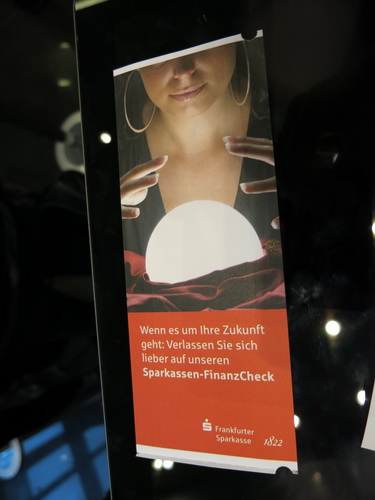 Wenn es um Ihre Zukunft
geht: Verlassen Sie sich
lieber auf unseren
Sparkassen-FinanzCheck
Frankfurter
Sparkasse 1822